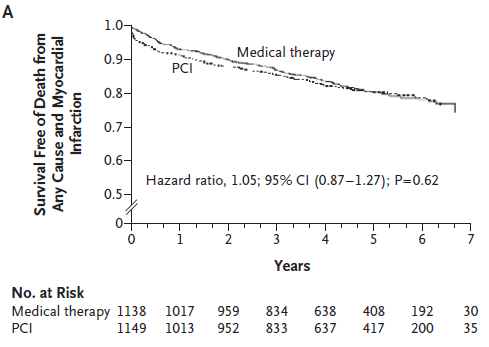 A
Survival Free of Death from
Any Cause and Myocardial
Infarction
1.0
0.9
0.8
0.7
0.6
0.5
0
Medical therapy
PCI
Hazard ratio, 1.05; 95% CI (0.87–1.27); P=0.62
0 1 2 3 4 5 6 7
Years
No. at Risk
Medical therapy 1138 1017 959 834 638 408 192 30
PCI 1149 1013 952 833 637 417 200 35